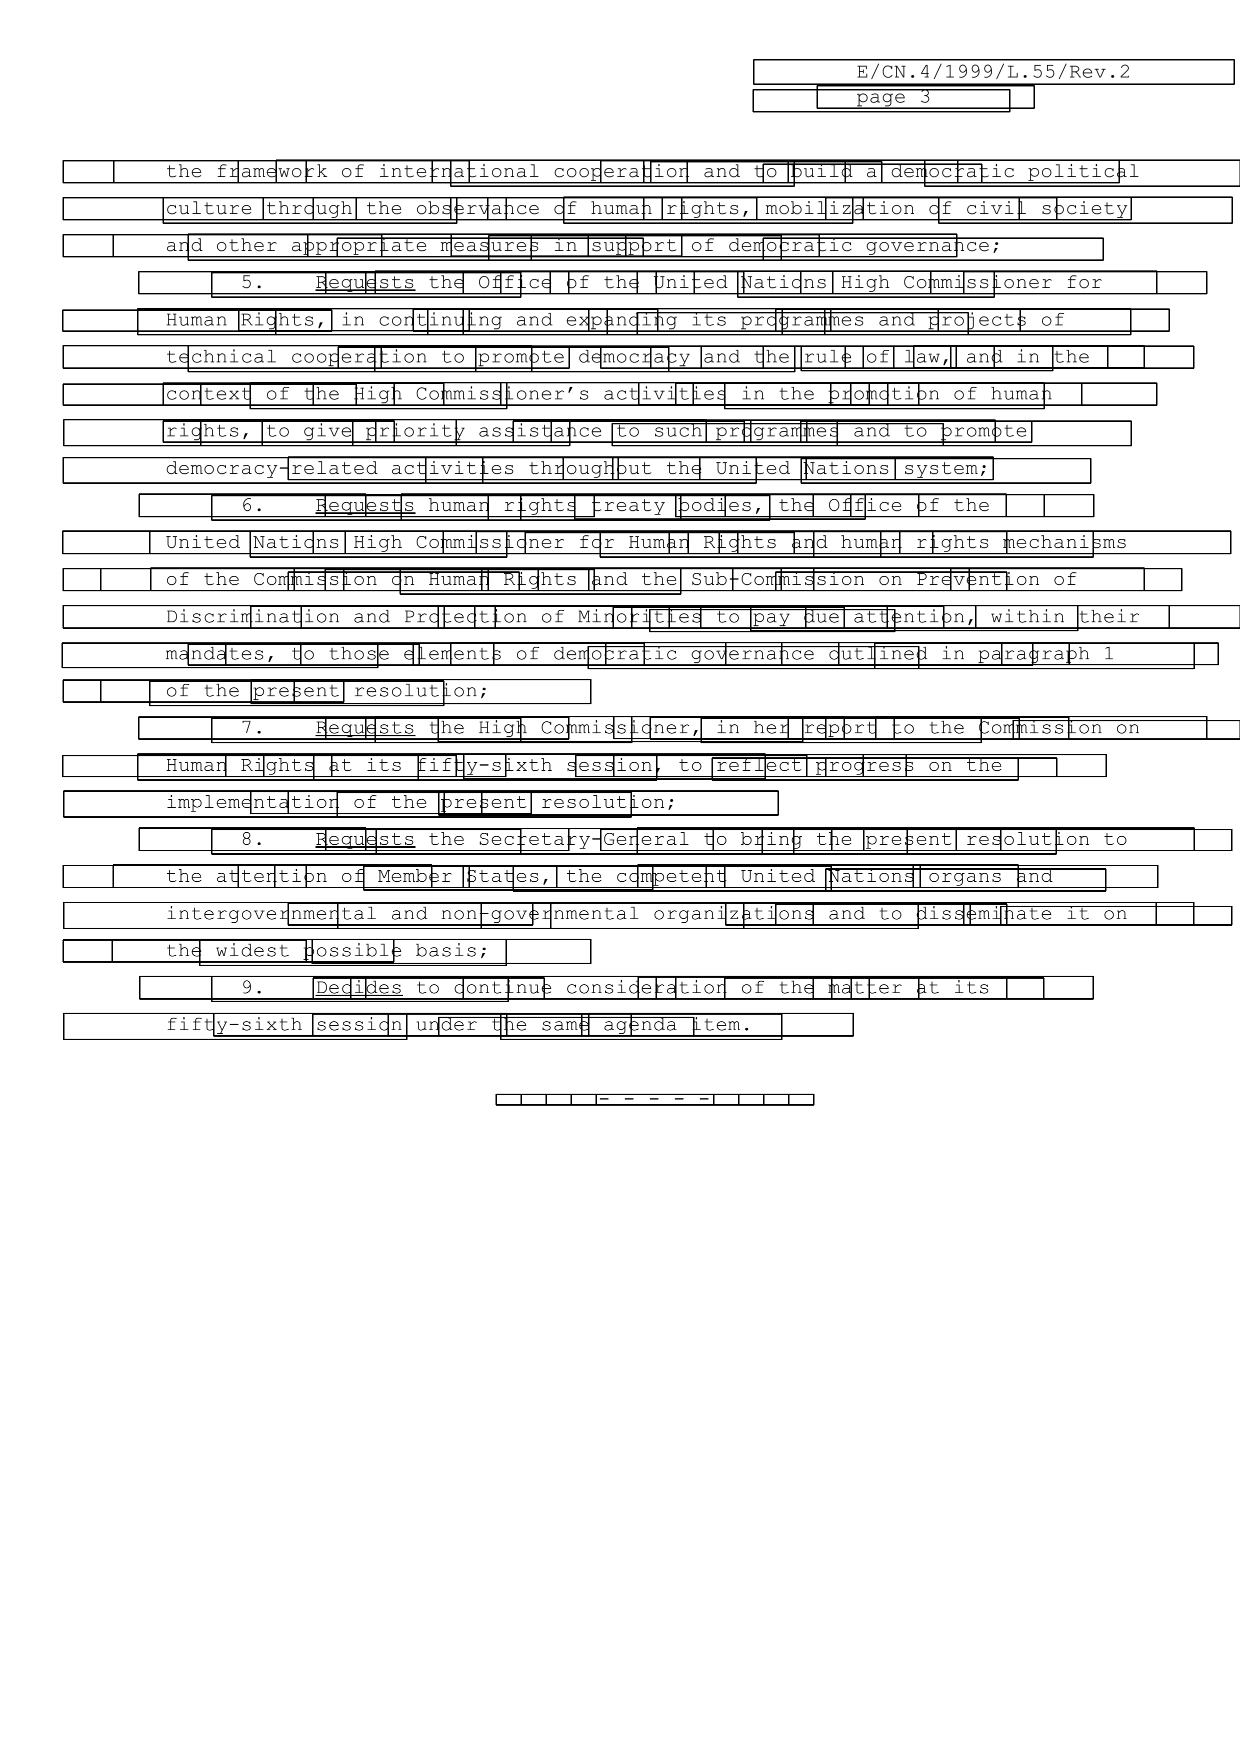 E/CN.4/1999/L.55/Rev.2
page 3
the framework of international cooperation and to build a democratic political
culture through the observance of human rights, mobilization of civil society
and other appropriate measures in support of democratic governance;
5. Requests the Office of the United Nations High Commissioner for
Human Rights, in continuing and expanding its programmes and projects of
technical cooperation to promote democracy and the rule of law, and in the
context of the High Commissioner's activities in the promotion of human
rights, to give priority assistance to such programmes and to promote
democracy-related activities throughout the United Nations system;
6. Requests human rights treaty bodies, the Office of the
United Nations High Commissioner for Human Rights and human rights mechanisms
of the Commission on Human Rights and the Sub-Commission on Prevention of
Discrimination and Protection of Minorities to pay due attention, within their
mandates, to those elements of democratic governance outlined in paragraph 1
of the present resolution;
7. Requests the High Commissioner, in her report to the Commission on
Human Rights at its fifty-sixth session, to reflect progress on the
implementation of the present resolution;
8. Requests the Secretary-General to bring the present resolution to
the attention of Member States, the competent United Nations organs and
intergovernmental and non-governmental organizations and to disseminate it on
the widest possible basis;
9. Decides to continue consideration of the matter at its
fifty-sixth session under the same agenda item.
- - - - -